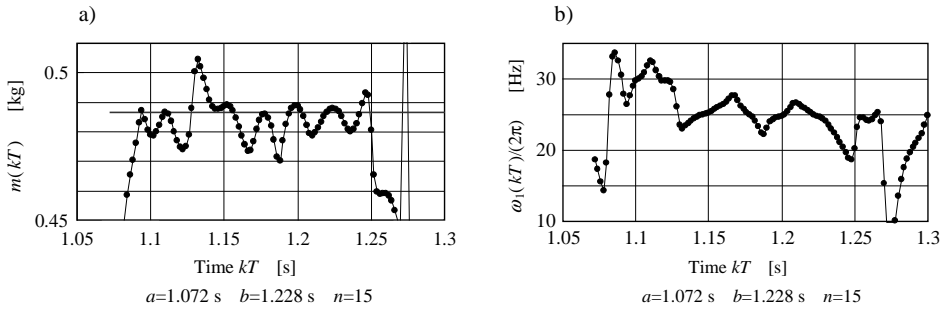 a)
m(kT) [kg]
0.5
0.45
1.05 1.1 1.15 1.2 1.25 1.3
Time kT [s]
a=1.072 s b=1.228 s n=15
b)
ω₁(kT)/(2π) [Hz]
30
20
10
1.05 1.1 1.15 1.2 1.25 1.3
Time kT [s]
a=1.072 s b=1.228 s n=15